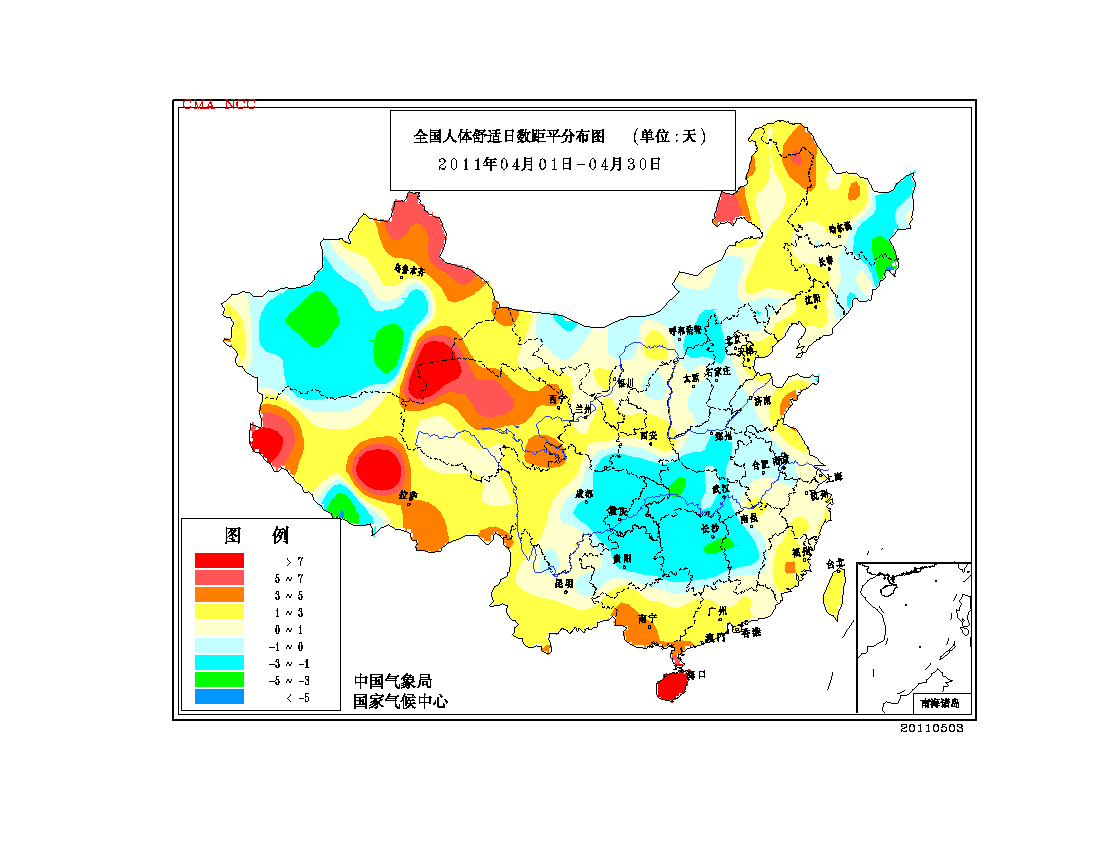 CMA NCC
全国人体舒适日数距平分布图 (单位:天)
2011年04月01日-04月30日
哈尔滨
长春
乌鲁木齐
沈阳
呼和浩特
北京
天津
银川
太原
石家庄
西宁
兰州
济南
西安
郑州
合肥
南京
上海
拉萨
成都
武汉
杭州
重庆
南昌
长沙
贵阳
福州
台北
昆明
南宁
广州
澳门
香港
海口
图 例
> 7
5 ~ 7
3 ~ 5
1 ~ 3
0 ~ 1
-1 ~ 0
-3 ~ -1
-5 ~ -3
< -5
中国气象局
国家气候中心
南海诸岛
20110503